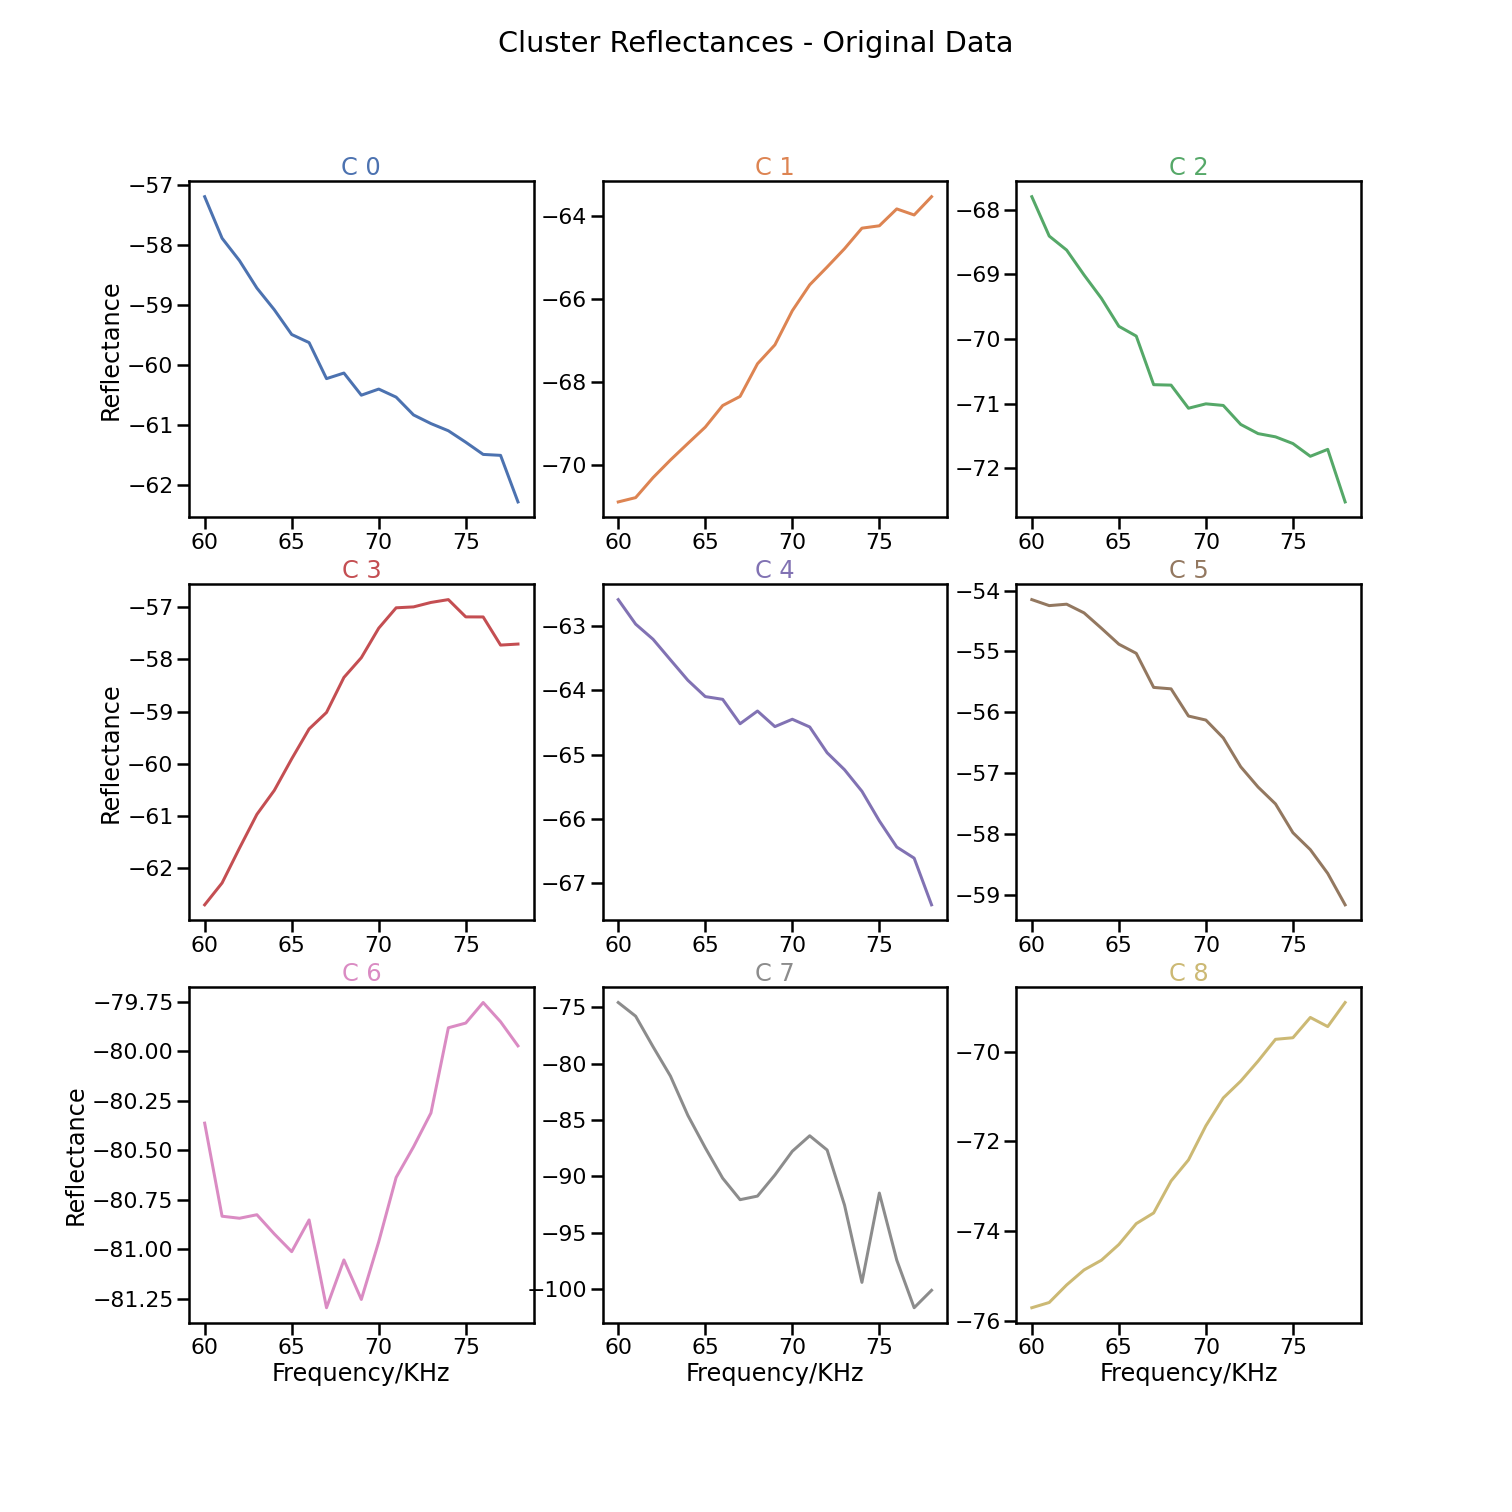 Cluster Reflectances - Original Data
C 0
C 1
C 2
−57
−58
−59
−60
−61
−62
Reflectance
60 65 70 75
−64
−66
−68
−70
60 65 70 75
−68
−69
−70
−71
−72
60 65 70 75
C 3
C 4
C 5
−57
−58
−59
−60
−61
−62
Reflectance
60 65 70 75
−63
−64
−65
−66
−67
60 65 70 75
−54
−55
−56
−57
−58
−59
60 65 70 75
C 6
C 7
C 8
−79.75
−80.00
−80.25
−80.50
−80.75
−81.00
−81.25
Reflectance
60 65 70 75
Frequency/KHz
−75
−80
−85
−90
−95
−100
60 65 70 75
Frequency/KHz
−70
−72
−74
−76
60 65 70 75
Frequency/KHz